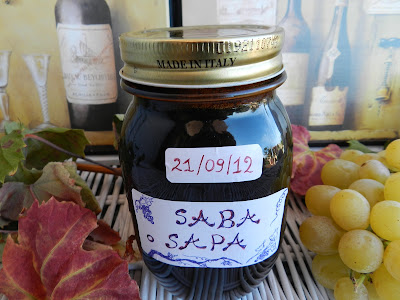 MADE IN ITALY
21/09/12
SABA
o SAPA